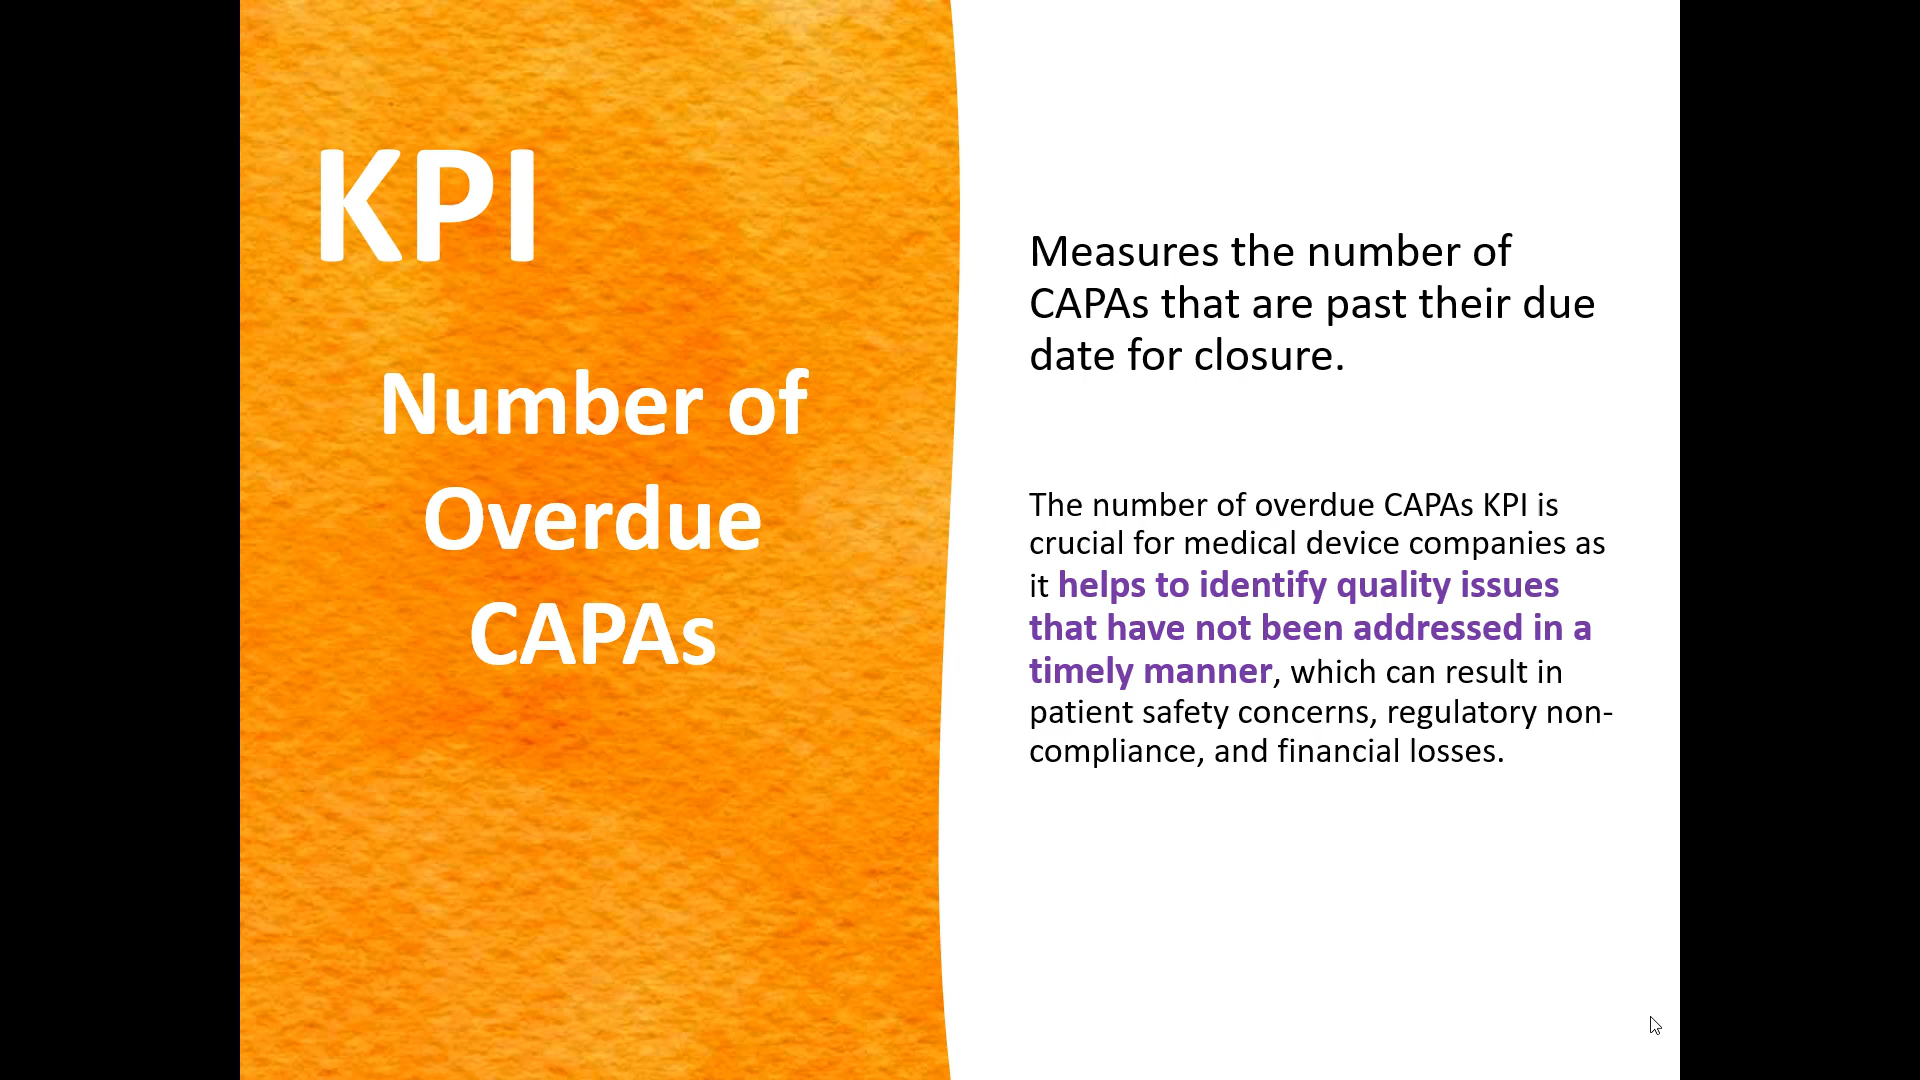 KPI
Number of
Overdue
CAPAs
Measures the number of
CAPAs that are past their due
date for closure.
The number of overdue CAPAs KPI is
crucial for medical device companies as
it helps to identify quality issues
that have not been addressed in a
timely manner, which can result in
patient safety concerns, regulatory non-
compliance, and financial losses.